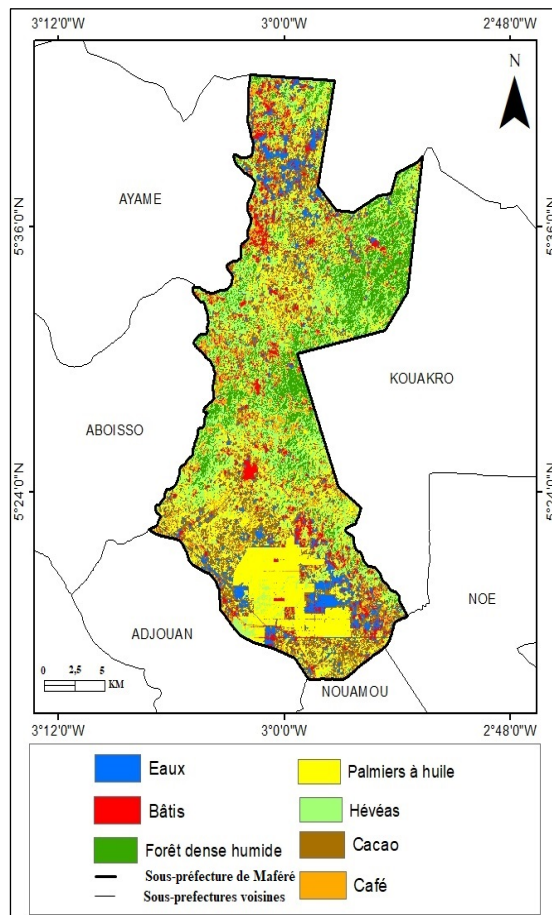 3°12'0"W 3°0'0"W 2°48'0"W
N
AYAME
5°36'0"N 5°36'0"N
KOUAKRO
ABOISSO
5°24'0"N 5°24'0"N
NOE
ADJOUAN
0 2,5 5
KM
NOUAMOU
3°12'0"W 3°0'0"W 2°48'0"W
Eaux
Bâtis
Forêt dense humide
Sous-préfecture de Maféré
Sous-prefectures voisines
Palmiers à huile
Hévéas
Cacao
Café